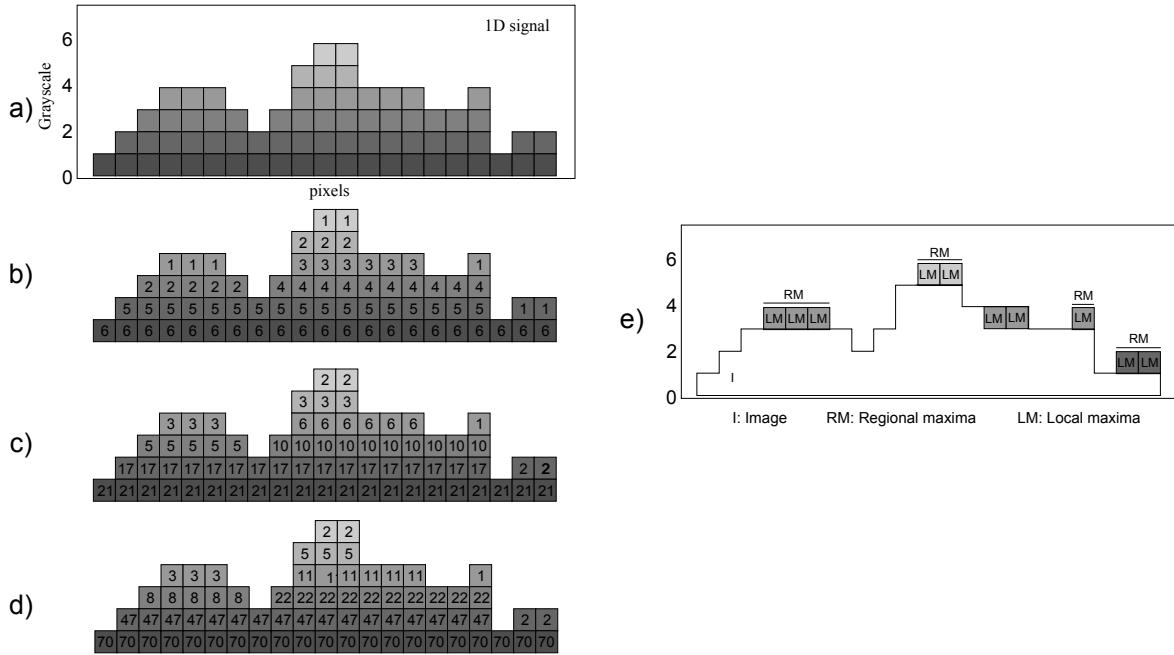 1D signal
6
4
2
0
Grayscale
a)
pixels
b)
1 1
2 2 2
1 1 1 3 3 3 3 3 3 1
2 2 2 2 2 4 4 4 4 4 4 4 4 4 4
5 5 5 5 5 5 5 5 5 5 5 5 5 5 5 5 5 1 1
6 6 6 6 6 6 6 6 6 6 6 6 6 6 6 6 6 6 6 6 6
c)
2 2
3 3 3
3 3 3 6 6 6 6 6 6 1
5 5 5 5 5 10 10 10 10 10 10 10 10 10 10
17 17 17 17 17 17 17 17 17 17 17 17 17 17 17 17 17 2 2
21 21 21 21 21 21 21 21 21 21 21 21 21 21 21 21 21 21 21 21 21
d)
2 2
5 5 5
3 3 3 11 1 11 11 11 11 1
8 8 8 8 8 22 22 22 22 22 22 22 22 22 22
47 47 47 47 47 47 47 47 47 47 47 47 47 47 47 47 47 2 2
70 70 70 70 70 70 70 70 70 70 70 70 70 70 70 70 70 70 70 70 70
e)
6
4
2
0
RM
LM LM
RM
LM LM LM
LM LM
RM
LM
RM
LM LM
I
I: Image RM: Regional maxima LM: Local maxima